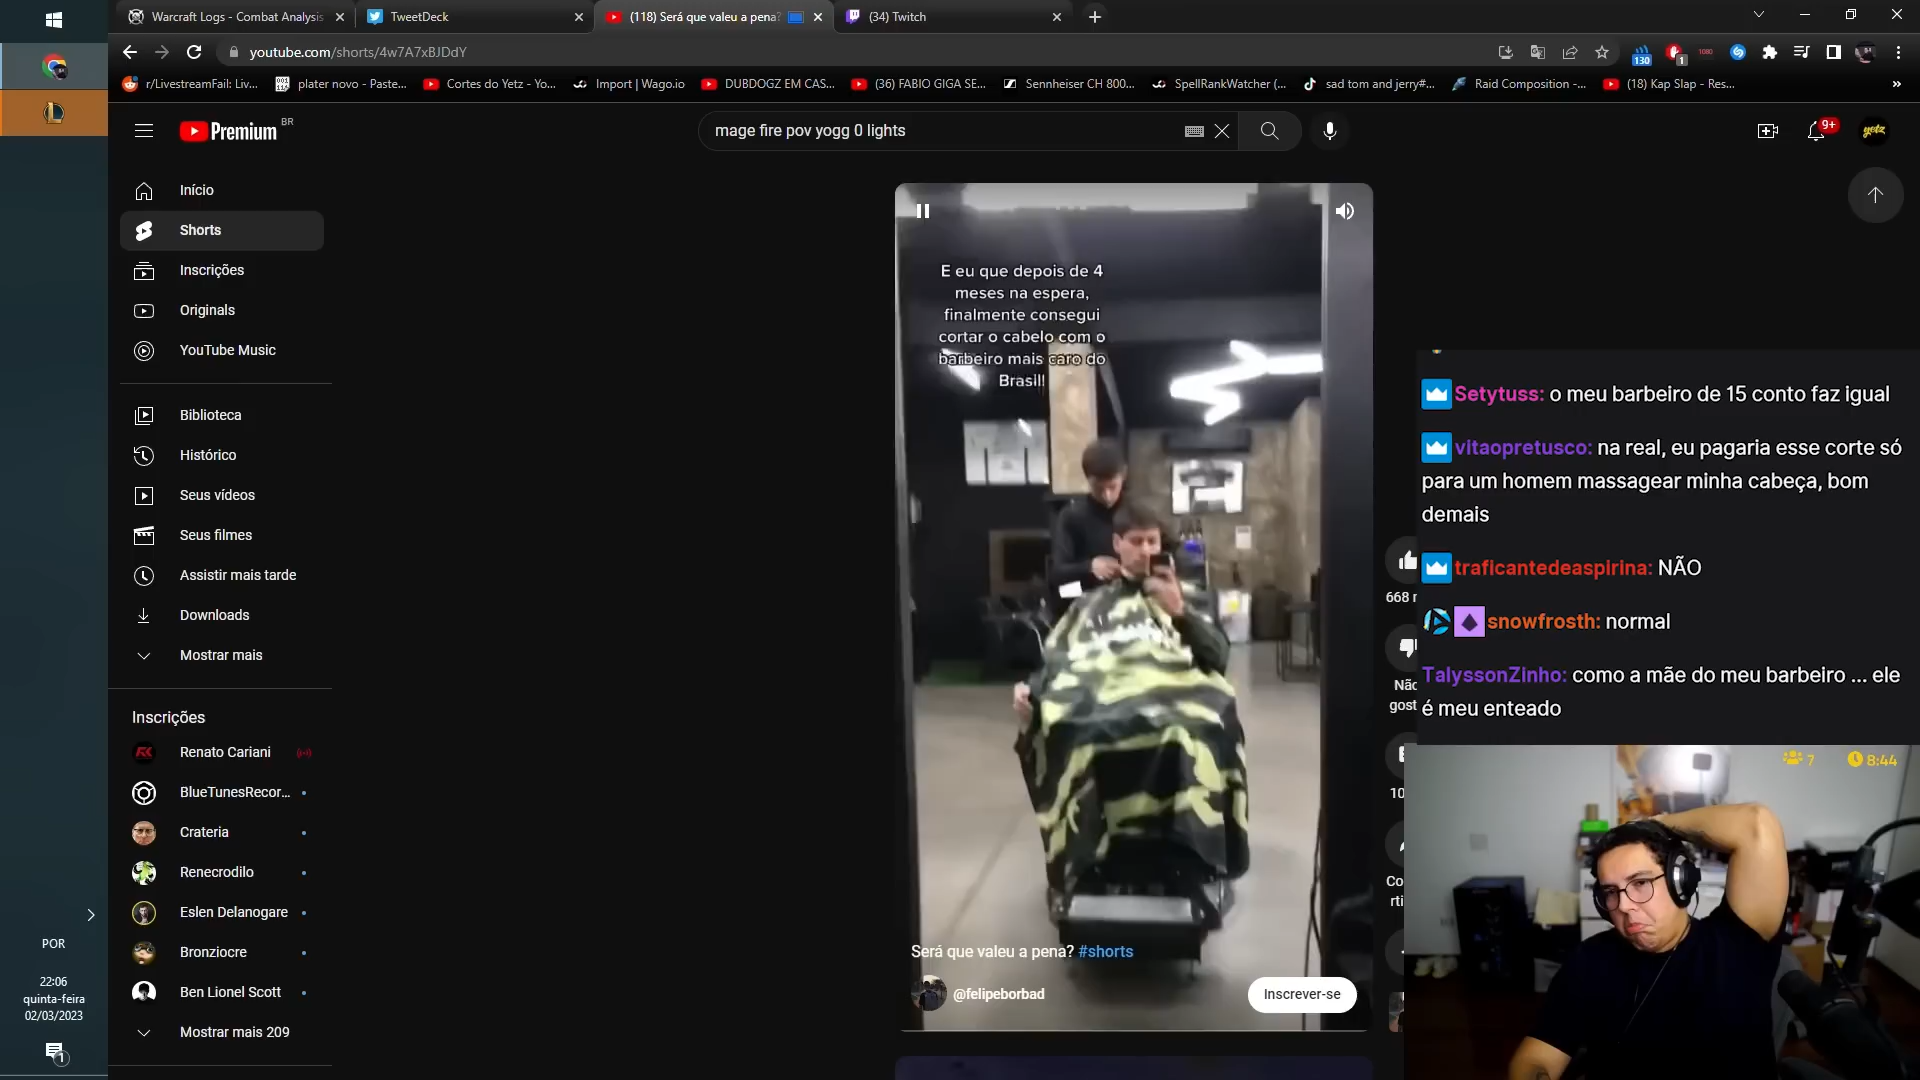 Warcraft Logs - Combat Analysis
TweetDeck
(118) Será que valeu a pena?
(34) Twitch
youtube.com/shorts/4w7A7xBJDdY
130
1
1080
r/LivestreamFail: Liv...
plater novo - Paste...
Cortes do Yetz - Yo...
Import | Wago.io
DUBDOGZ EM CAS...
(36) FABIO GIGA SE...
Sennheiser CH 800...
SpellRankWatcher (...
sad tom and jerry#...
Raid Composition -...
(18) Kap Slap - Res...
Premium BR
mage fire pov yogg 0 lights
9+
yetz
Início
Shorts
Inscrições
Originals
YouTube Music
Biblioteca
Histórico
Seus vídeos
Seus filmes
Assistir mais tarde
Downloads
Mostrar mais
Inscrições
Renato Cariani
BlueTunesRecor...
Crateria
Renecrodilo
Eslen Delanogare
Bronziocre
Ben Lionel Scott
Mostrar mais 209
POR
22:06
quinta-feira
02/03/2023
1
E eu que depois de 4
meses na espera,
finalmente consegui
cortar o cabelo com o
barbeiro mais caro do
Brasil!
Será que valeu a pena? #shorts
@felipeborbad
Inscrever-se
668 r
Não
gost
10
Co
rti
Setytuss: o meu barbeiro de 15 conto faz igual
vitaopretusco: na real, eu pagaria esse corte só
para um homem massagear minha cabeça, bom
demais
traficantedeaspirina: NÃO
snowfrosth: normal
TalyssonZinho: como a mãe do meu barbeiro ... ele
é meu enteado
7
8:44